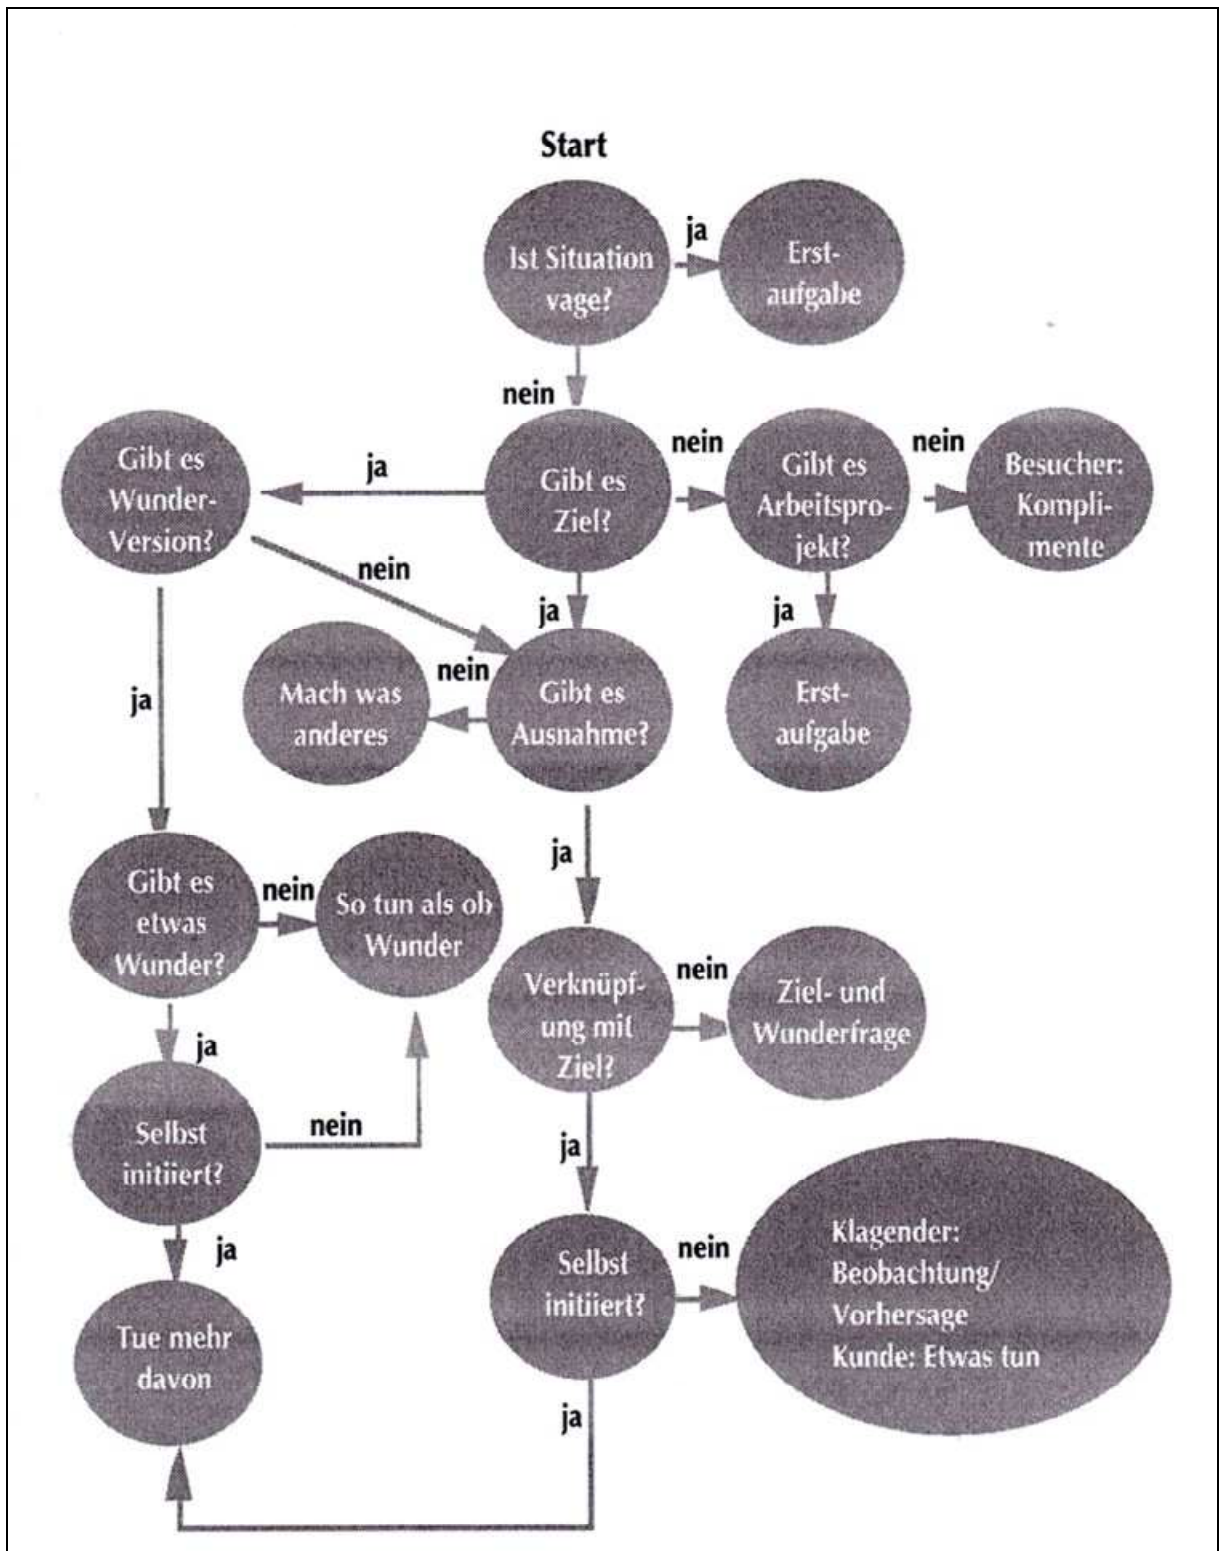 Start
Ist Situation
vage?
ja
Erst-
aufgabe
nein
Gibt es
Wunder-
Version?
ja
Gibt es
Ziel?
nein
Gibt es
Arbeitspro-
jekt?
nein
Besucher:
Kompli-
mente
nein
ja
ja
Mach was
anderes
nein
Gibt es
Ausnahme?
Erst-
aufgabe
ja
ja
Gibt es
etwas
Wunder?
nein
So tun als ob
Wunder
Verknüpf-
ung mit
Ziel?
nein
Ziel- und
Wunderfrage
ja
Selbst
initiiert?
nein
ja
Selbst
initiiert?
nein
Klagender:
Beobachtung/
Vorhersage
Kunde: Etwas tun
ja
Tue mehr
davon
ja